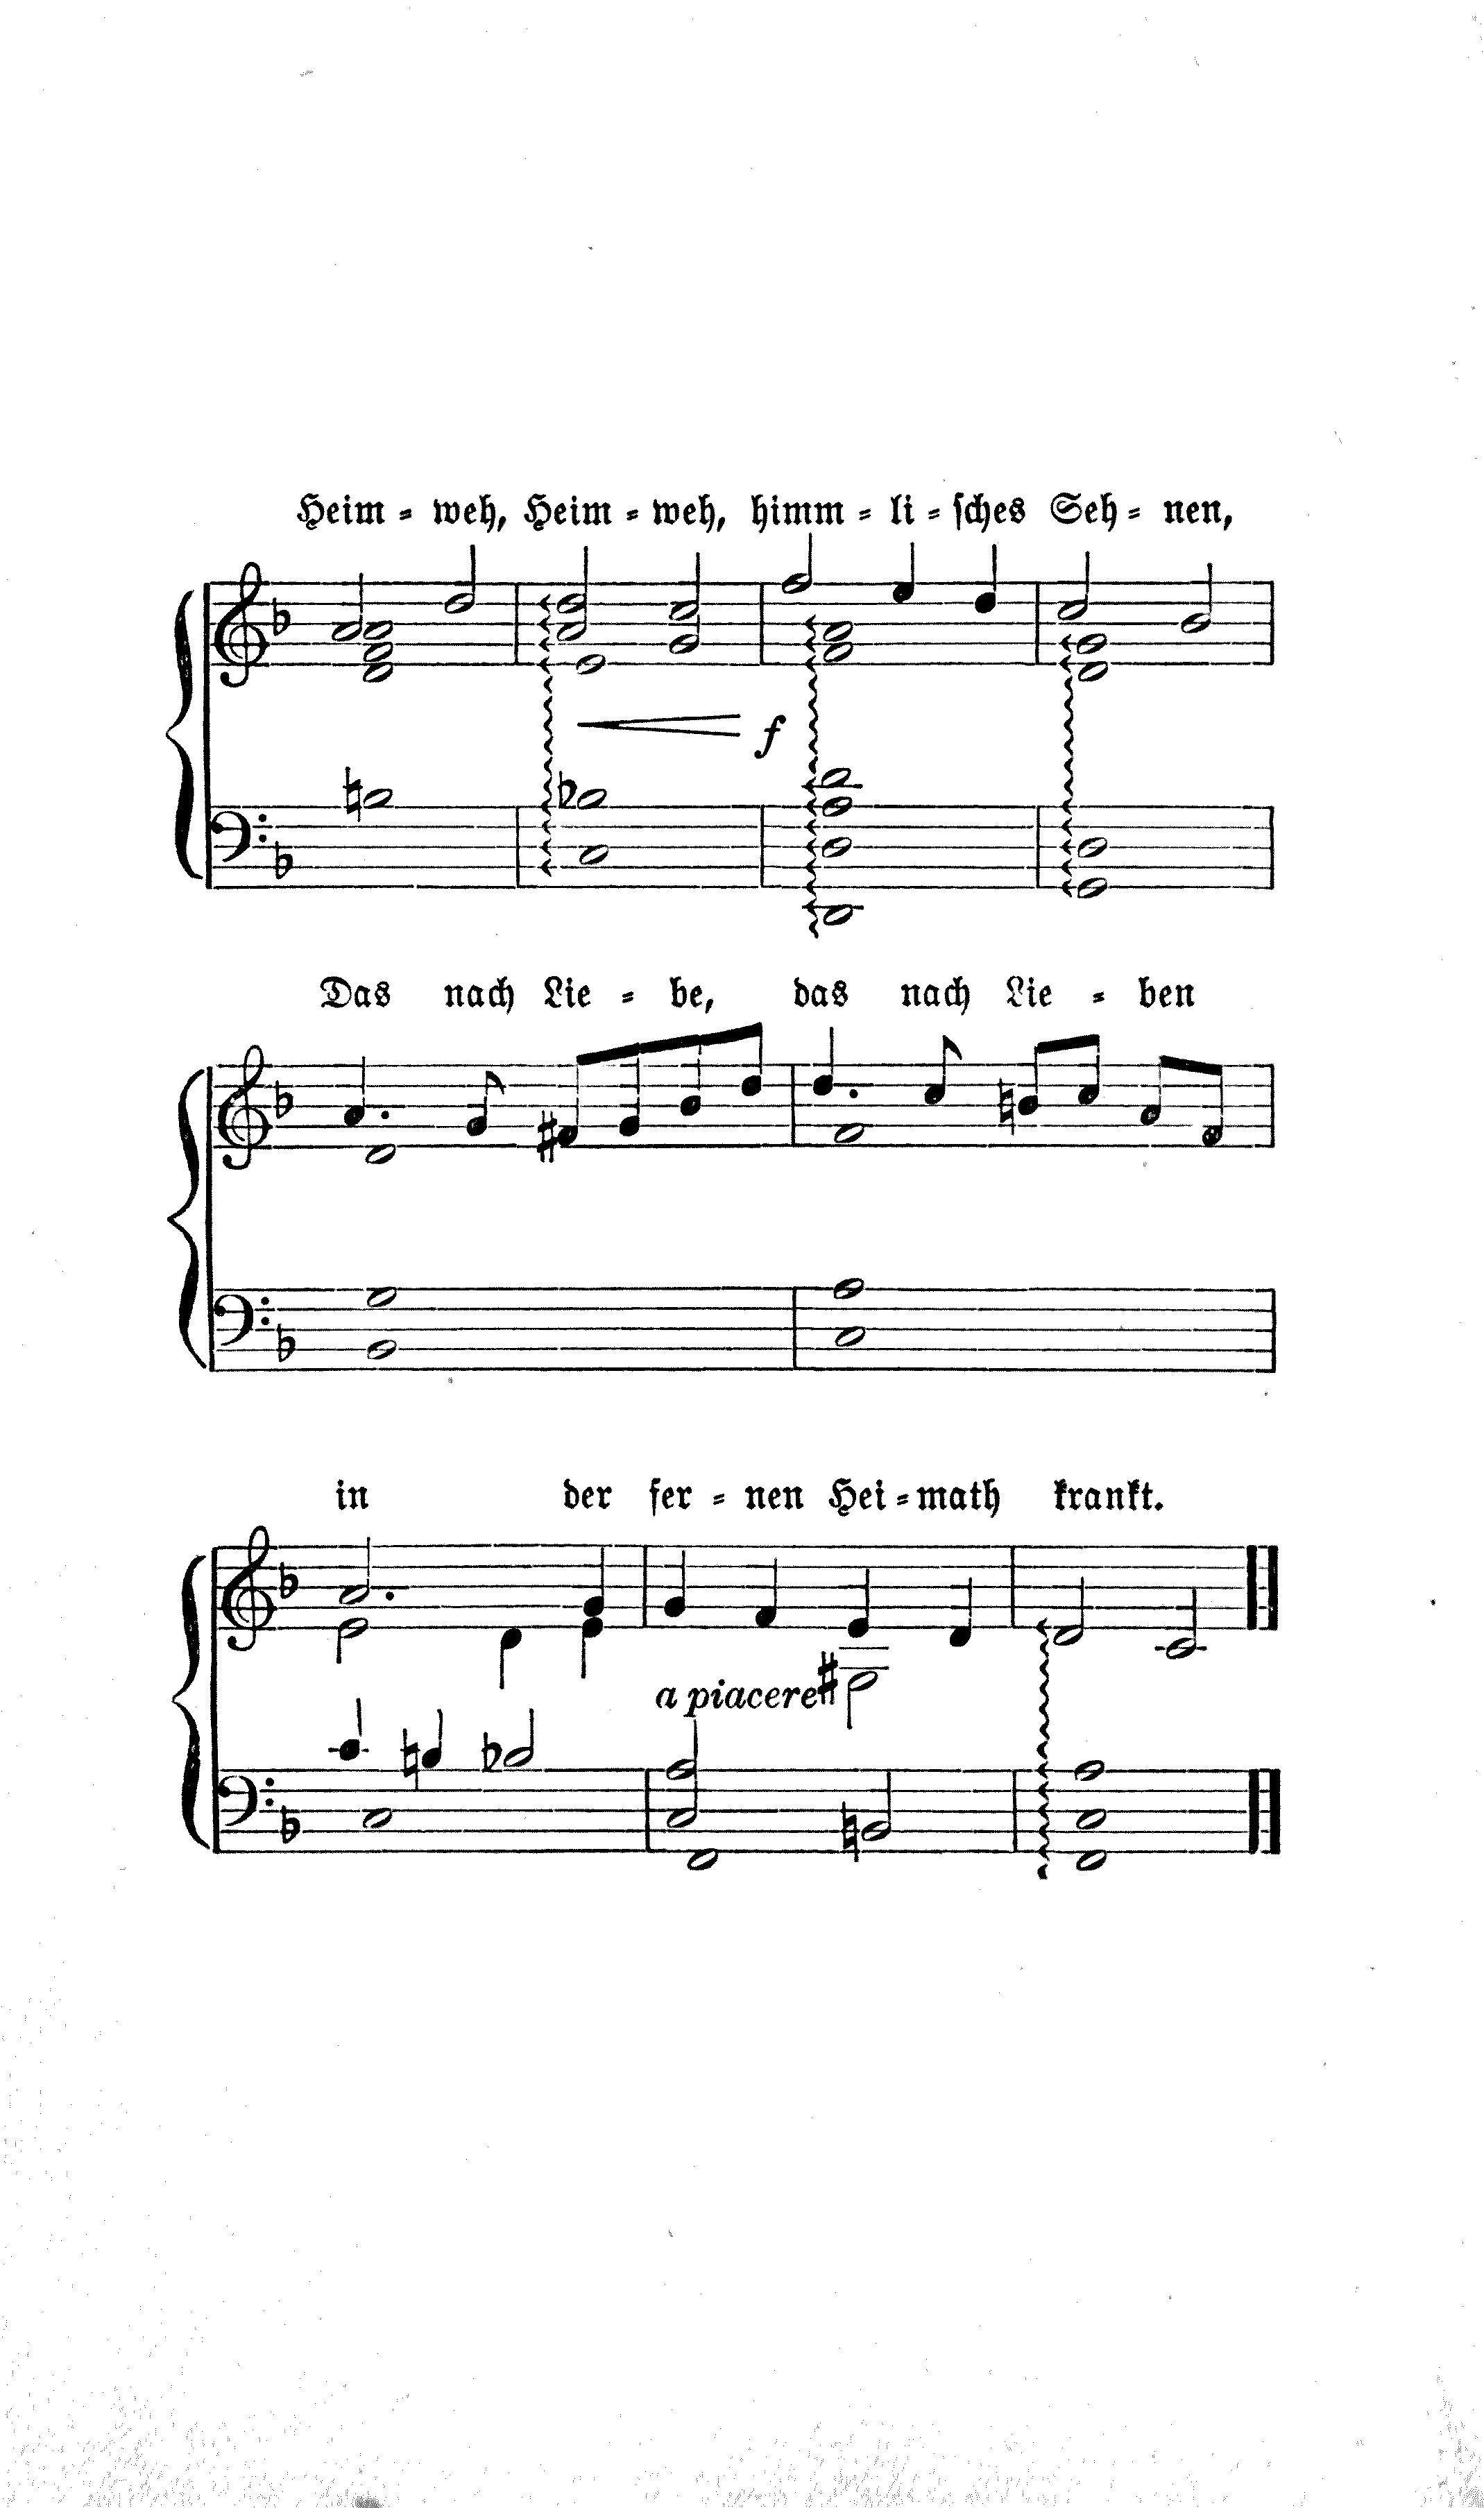 Heim - weh, Heim - weh, himm - li - sches Seh - nen,
f
Das nach Lie - be, das nach Lie - ben
in der fer - nen Hei - math krankt.
a piacere